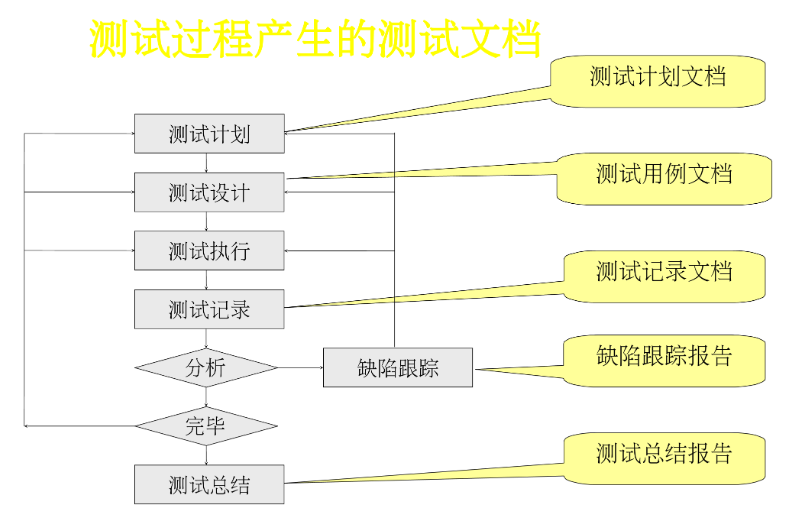 测试过程产生的测试文档
测试计划文档
测试计划
测试用例文档
测试设计
测试执行
测试记录文档
测试记录
缺陷跟踪报告
分析
缺陷跟踪
完毕
测试总结报告
测试总结